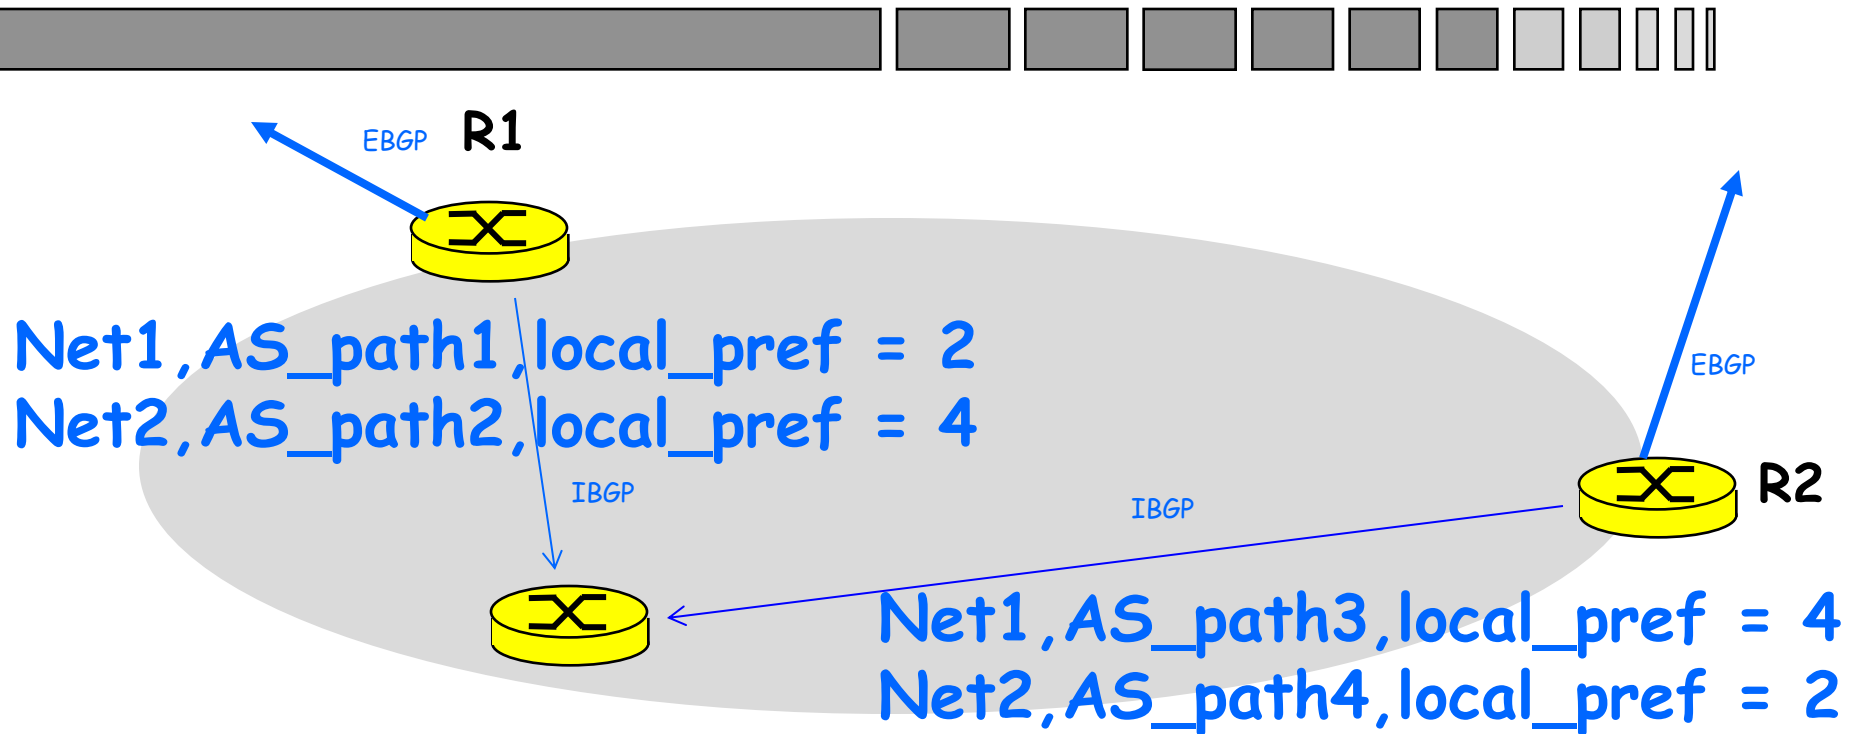 EBGP
R1
Net1,AS_path1,local_pref = 2
Net2,AS_path2,local_pref = 4
EBGP
IBGP
IBGP
R2
Net1,AS_path3,local_pref = 4
Net2,AS_path4,local_pref = 2